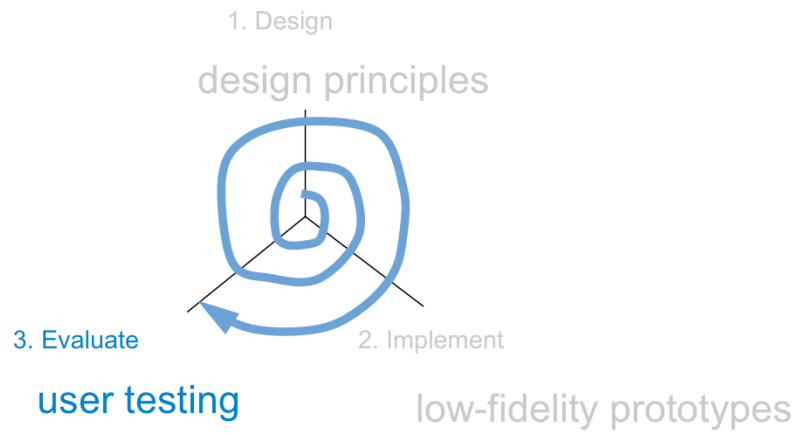 1. Design
design principles
3. Evaluate
2. Implement
user testing
low-fidelity prototypes